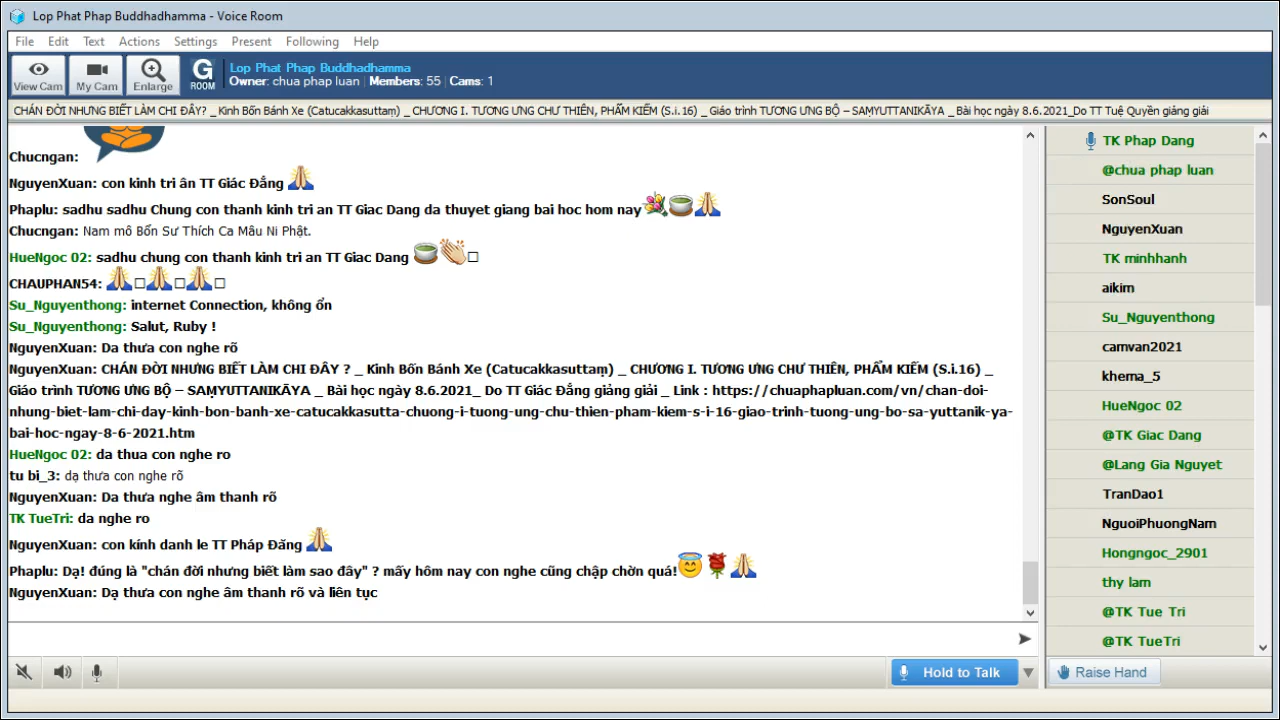 Lop Phat Phap Buddhadhamma - Voice Room
File Edit Text Actions Settings Present Following Help
View Cam My Cam Enlarge G ROOM Lop Phat Phap Buddhadhamma
Owner: chua phap luan | Members: 55 | Cams: 1
CHÁN ĐỜI NHƯNG BIẾT LÀM CHI ĐÂY? _ Kinh Bốn Bánh Xe (Catucakkasuttaṃ) _ CHƯƠNG I. TƯƠNG ƯNG CHƯ THIÊN, PHẨM KIẾM (S.i.16) _ Giáo trình TƯƠNG ƯNG BỘ – SAṂYUTTANIKĀYA _ Bài học ngày 8.6.2021_Do TT Tuệ Quyền giảng giải
Chucngan:
NguyenXuan: con kinh tri ân TT Giác Đẳng
Phaplu: sadhu sadhu Chung con thanh kinh tri an TT Giac Dang da thuyet giang bai hoc hom nay
Chucngan: Nam mô Bổn Sư Thích Ca Mâu Ni Phật.
HueNgoc 02: sadhu chung con thanh kinh tri an TT Giac Dang
CHAUPHAN54:
Su_Nguyenthong: internet Connection, không ổn
Su_Nguyenthong: Salut, Ruby !
NguyenXuan: Da thưa con nghe rõ
NguyenXuan: CHÁN ĐỜI NHƯNG BIẾT LÀM CHI ĐÂY ? _ Kinh Bốn Bánh Xe (Catucakkasuttaṃ) _ CHƯƠNG I. TƯƠNG ƯNG CHƯ THIÊN, PHẨM KIẾM (S.i.16) _
Giáo trình TƯƠNG ƯNG BỘ – SAṂYUTTANIKĀYA _ Bài học ngày 8.6.2021_ Do TT Giác Đẳng giảng giải _ Link : https://chuaphapluan.com/vn/chan-doi-
nhung-biet-lam-chi-day-kinh-bon-banh-xe-catucakkasutta-chuong-i-tuong-ung-chu-thien-pham-kiem-s-i-16-giao-trinh-tuong-ung-bo-sa-yuttanik-ya-
bai-hoc-ngay-8-6-2021.htm
HueNgoc 02: da thua con nghe ro
tu bi_3: dạ thưa con nghe rõ
NguyenXuan: Da thưa nghe âm thanh rõ
TK TueTri: da nghe ro
NguyenXuan: con kính danh le TT Pháp Đăng
Phaplu: Dạ! đúng là "chán đời nhưng biết làm sao đây" ? mấy hôm nay con nghe cũng chập chờn quá!
NguyenXuan: Dạ thưa con nghe âm thanh rõ và liên tục
Hold to Talk
TK Phap Dang
@chua phap luan
SonSoul
NguyenXuan
TK minhhanh
aikim
Su_Nguyenthong
camvan2021
khema_5
HueNgoc 02
@TK Giac Dang
@Lang Gia Nguyet
TranDao1
NguoiPhuongNam
Hongngoc_2901
thy lam
@TK Tue Tri
@TK TueTri
Raise Hand